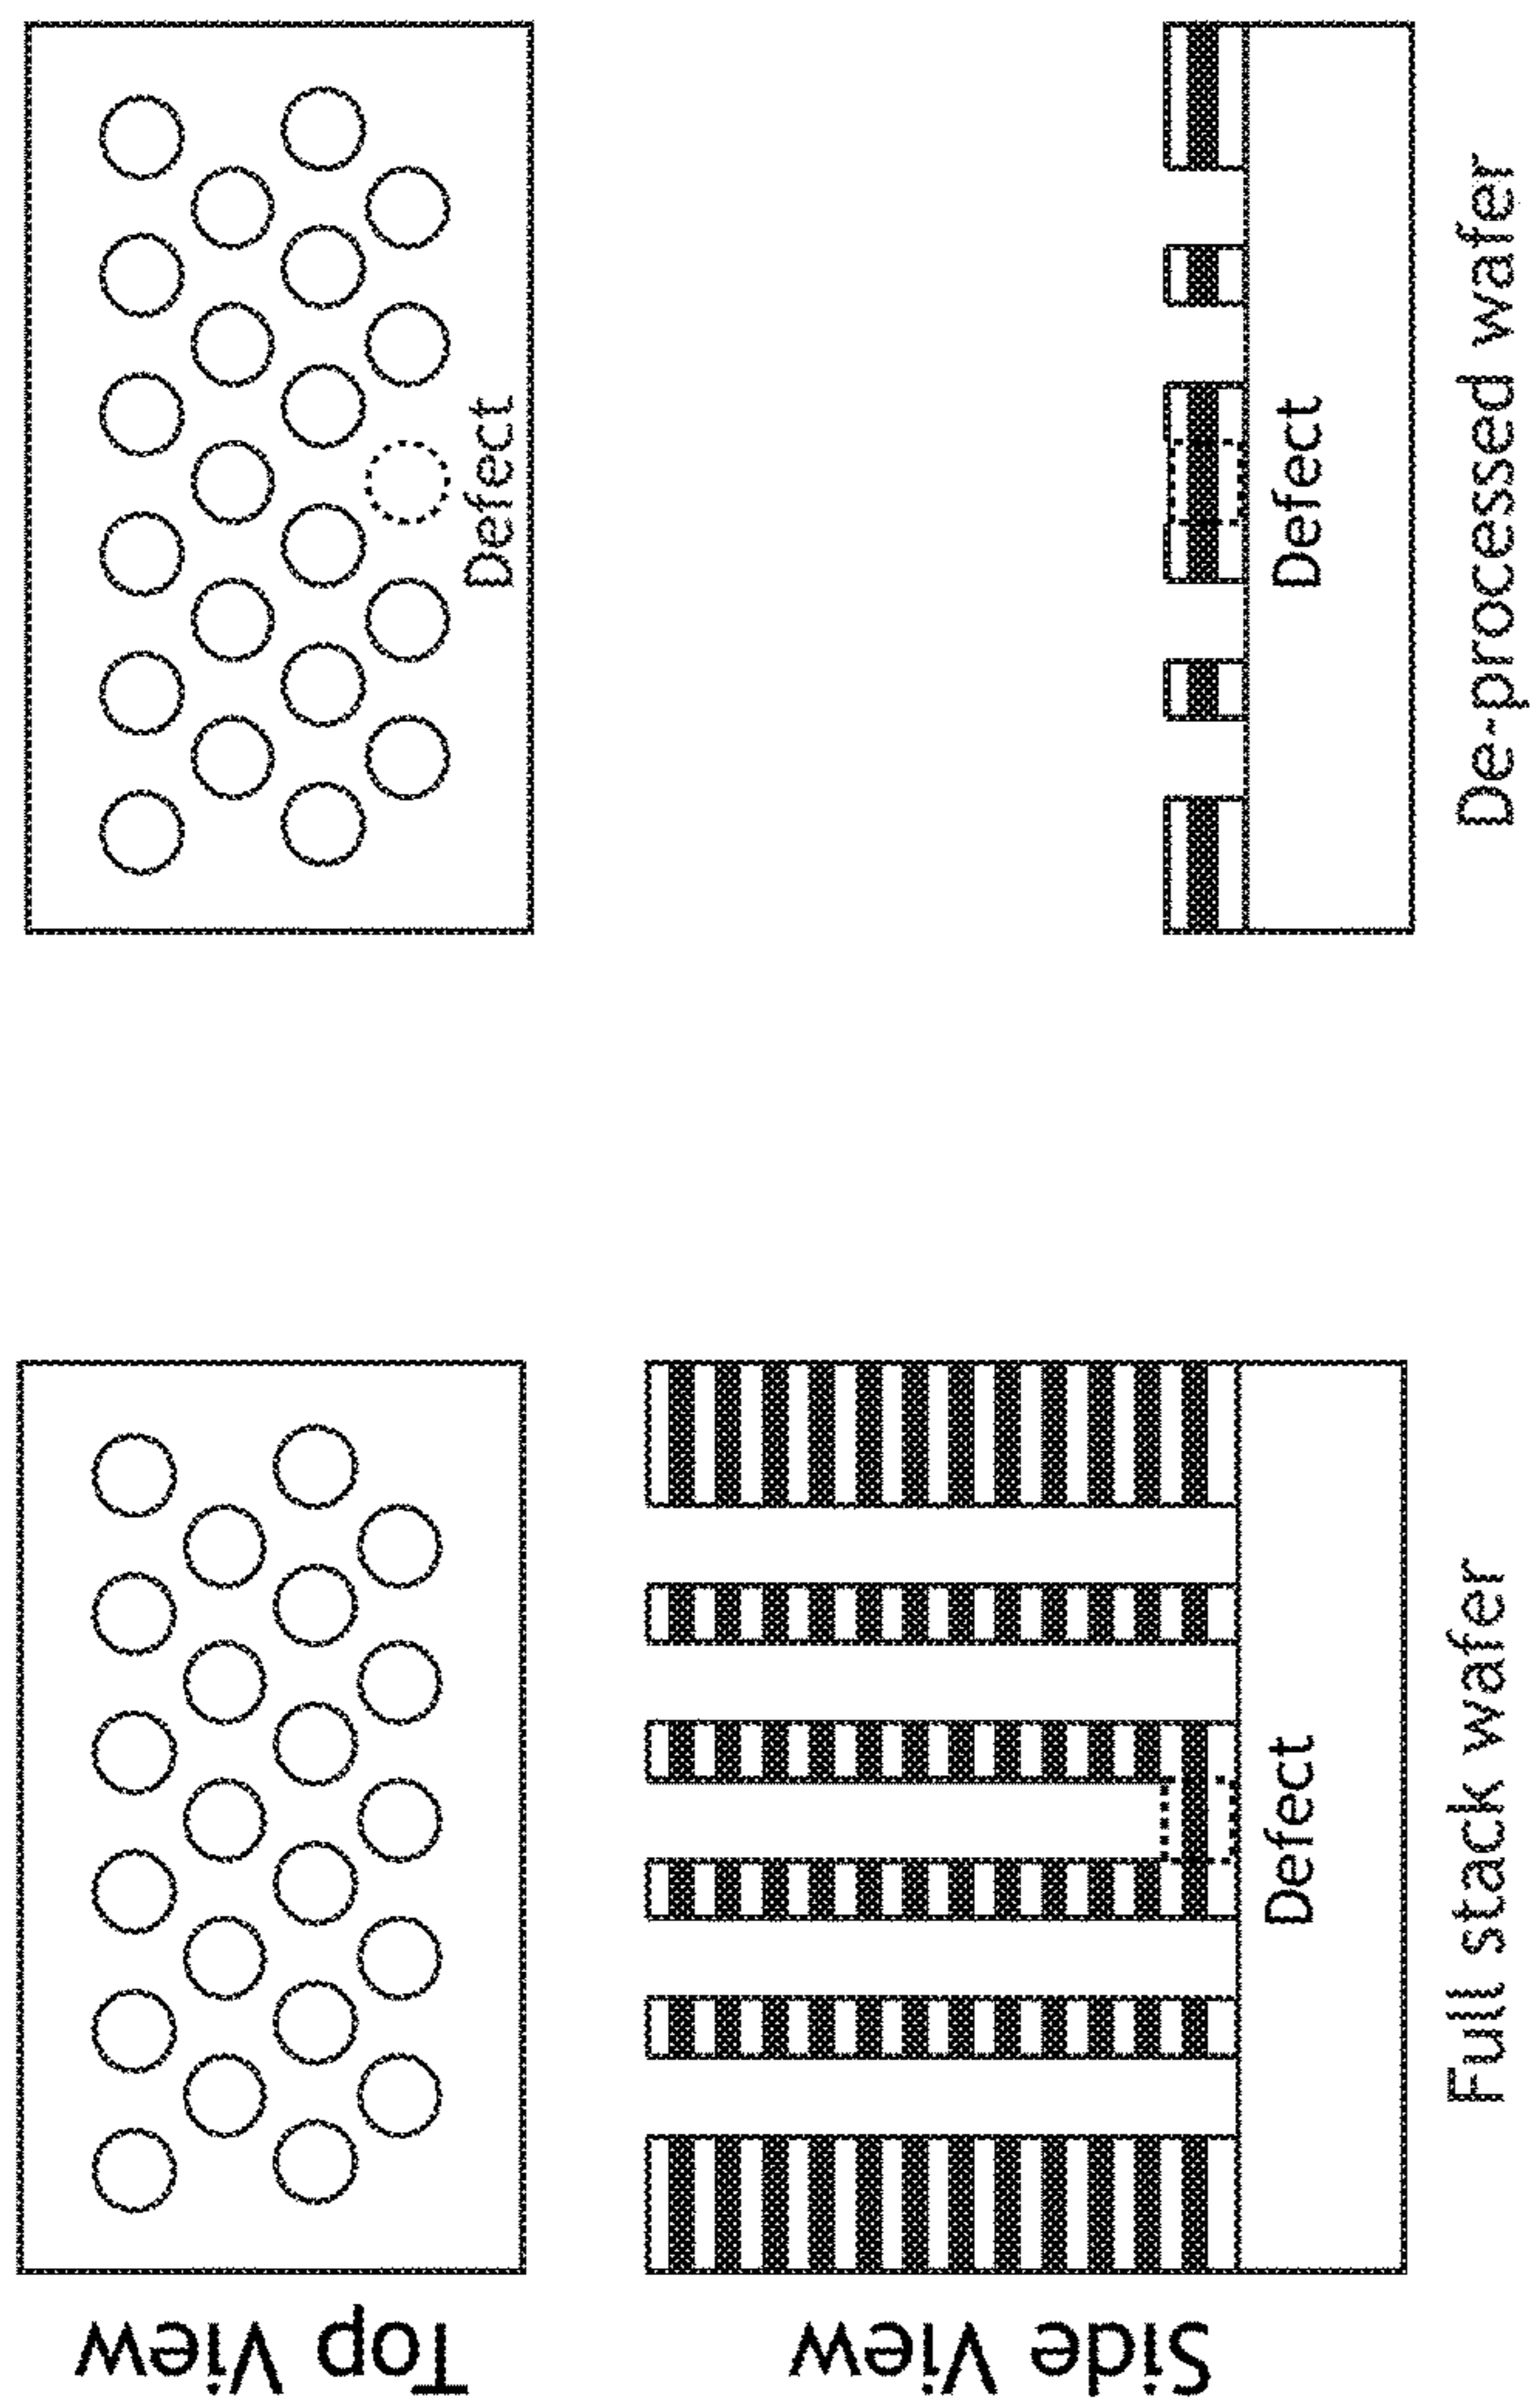 Top View
Defect
Side View
Defect
Defect
Full stack wafer
De-processed wafer